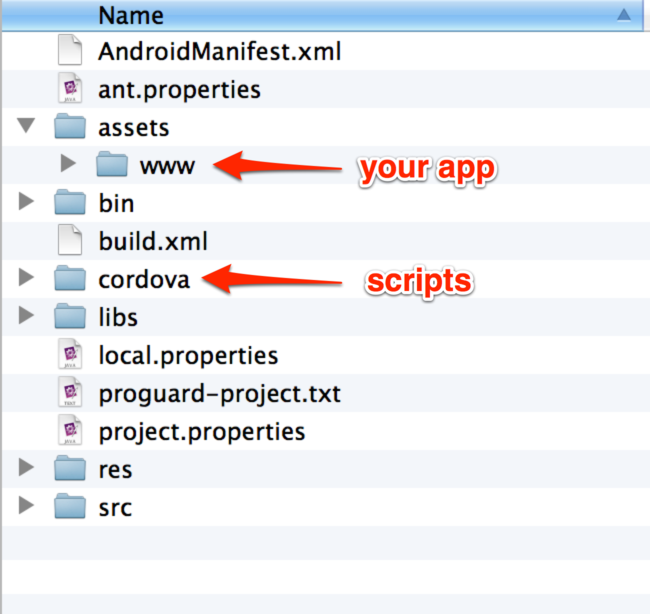 Name
AndroidManifest.xml
ant.properties
assets
www your app
bin
build.xml
cordova scripts
libs
local.properties
proguard-project.txt
project.properties
res
src